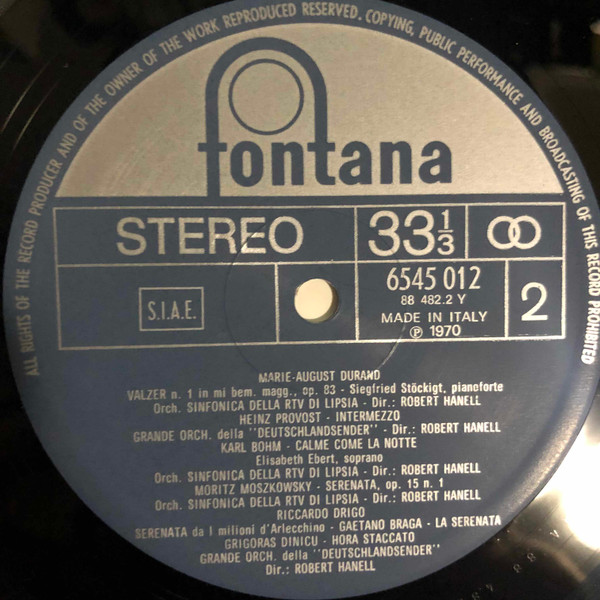 ALL RIGHTS OF THE RECORD PRODUCER AND OF THE OWNER OF THE WORK REPRODUCED RESERVED. COPYING, PUBLIC PERFORMANCE AND BROADCASTING OF THIS RECORD PROHIBITED
fontana
STEREO
33 1/3
S.I.A.E.
6545 012
88 482.2 Y
MADE IN ITALY
℗ 1970
2
MARIE-AUGUST DURAND
VALZER n. 1 in mi bem. magg., op. 83 - Siegfried Stöckigt, pianoforte
Orch. SINFONICA DELLA RTV DI LIPSIA - Dir.: ROBERT HANELL
HEINZ PROVOST - INTERMEZZO
GRANDE ORCH. della "DEUTSCHLANDSENDER" - Dir.: ROBERT HANELL
KARL BOHM - CALME COME LA NOTTE
Elisabeth Ebert, soprano
Orch. SINFONICA DELLA RTV DI LIPSIA - Dir.: ROBERT HANELL
MORITZ MOSZKOWSKY - SERENATA, op. 15 n. 1
Orch. SINFONICA DELLA RTV DI LIPSIA - Dir.: ROBERT HANELL
RICCARDO DRIGO
SERENATA da I milioni d'Arlecchino - GAETANO BRAGA - LA SERENATA
GRIGORAS DINICU - HORA STACCATO
GRANDE ORCH. della "DEUTSCHLANDSENDER"
Dir.: ROBERT HANELL